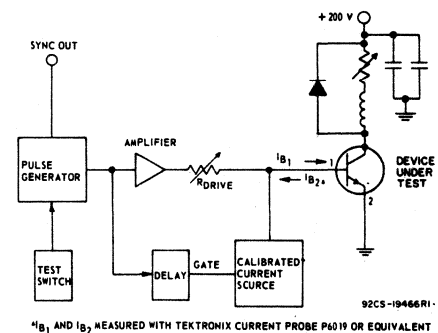 + 200 V
SYNC OUT
AMPLIFIER
PULSE
GENERATOR
RDRIVE
IB1
1
IB2*
2
DEVICE
UNDER
TEST
TEST
SWITCH
DELAY
GATE
CALIBRATED
CURRENT
SOURCE
92CS-19466R1
*IB1 AND IB2 MEASURED WITH TEKTRONIX CURRENT PROBE P6019 OR EQUIVALENT